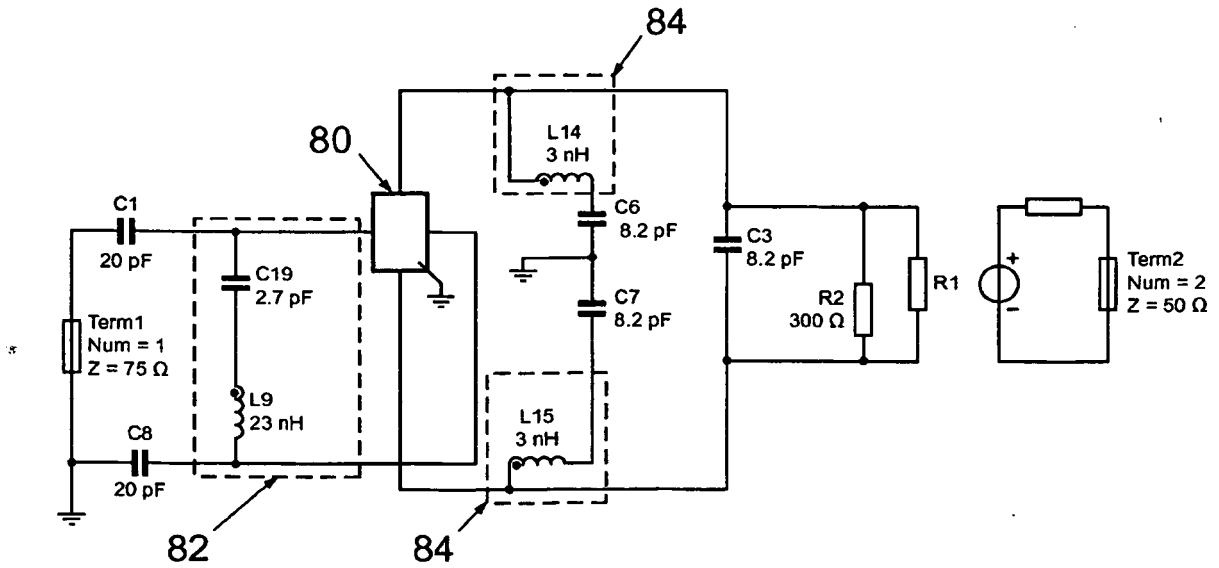 84
80
L14
3 nH
C1
20 pF
C19
2.7 pF
C6
8.2 pF
C3
8.2 pF
R2
300 Ω
R1
+
-
Term2
Num = 2
Z = 50 Ω
Term1
Num = 1
Z = 75 Ω
C7
8.2 pF
L9
23 nH
L15
3 nH
C8
20 pF
82
84